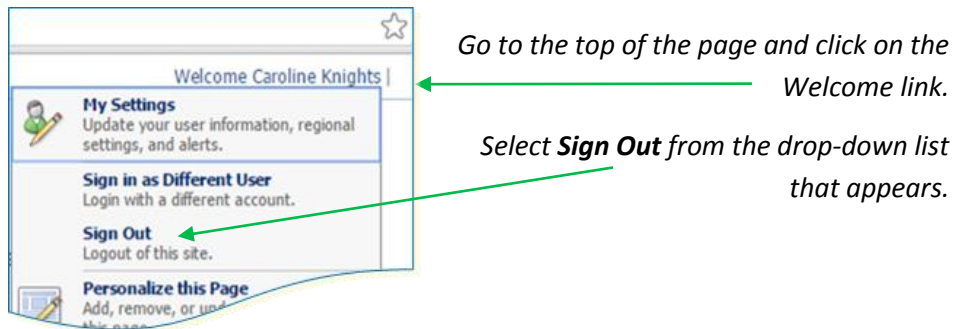 Welcome Caroline Knights |
My Settings
Update your user information, regional
settings, and alerts.
Sign in as Different User
Login with a different account.
Sign Out
Logout of this site.
Personalize this Page
Add, remove, or
this page
Go to the top of the page and click on the
Welcome link.
Select Sign Out from the drop-down list
that appears.